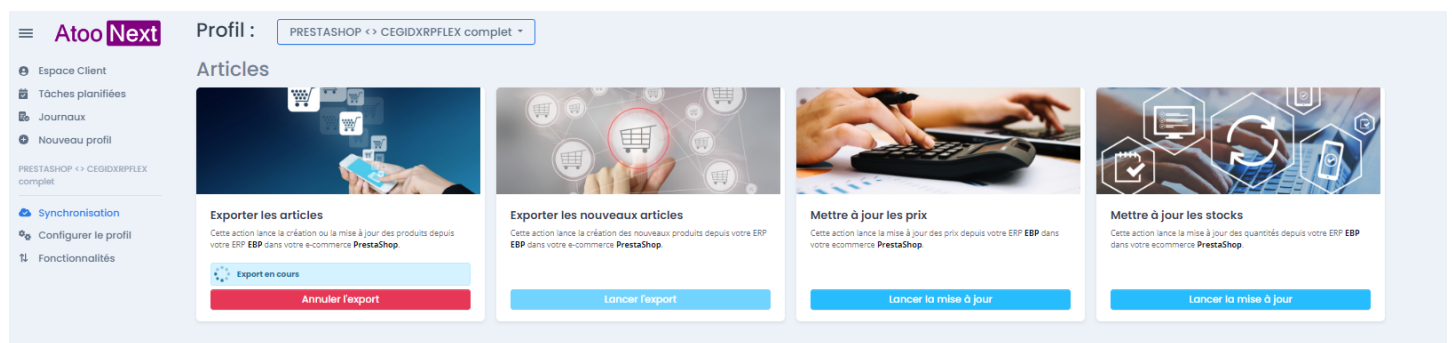 Atoo Next
Profil :
PRESTASHOP <> CEGIDXRPFLEX complet
Espace Client
Tâches planifiées
Journaux
Nouveau profil
PRESTASHOP <> CEGIDXRPFLEX
complet
Synchronisation
Configurer le profil
Fonctionnalités
Articles
Exporter les articles
Cette action lance la création ou la mise à jour des produits depuis
votre ERP EBP dans votre e-commerce PrestaShop.
Export en cours
Annuler l'export
Exporter les nouveaux articles
Cette action lance la création des nouveaux produits depuis votre ERP
EBP dans votre e-commerce PrestaShop.
Lancer l'export
Mettre à jour les prix
Cette action lance la mise à jour des prix depuis votre ERP EBP dans
votre ecommerce PrestaShop.
Lancer la mise à jour
Mettre à jour les stocks
Cette action lance la mise à jour des quantités depuis votre ERP EBP
dans votre ecommerce PrestaShop.
Lancer la mise à jour